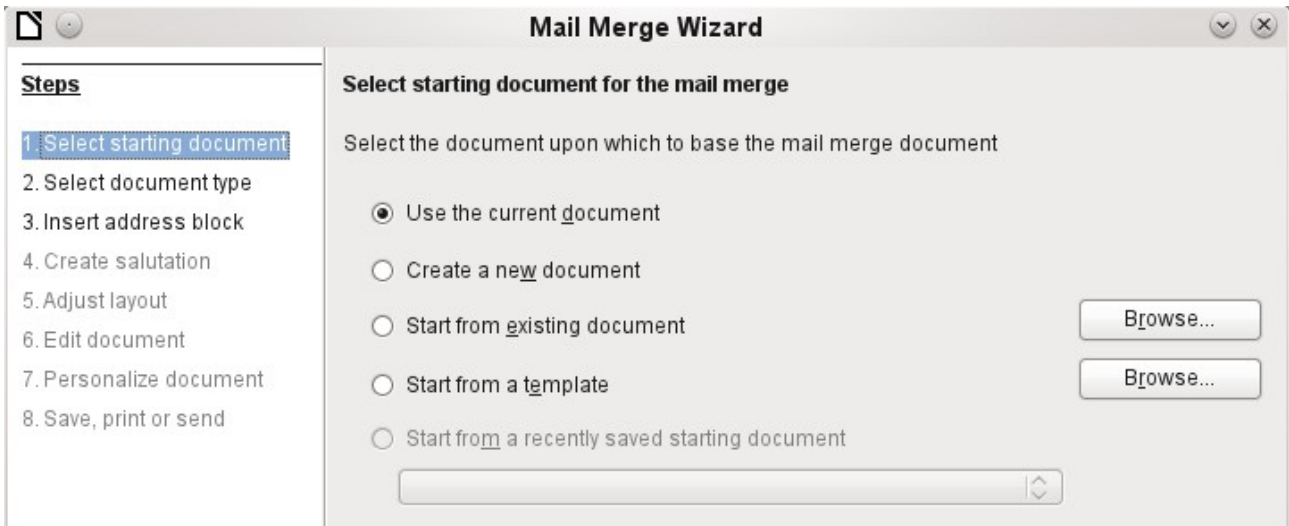 Mail Merge Wizard
Steps
1. Select starting document
2. Select document type
3. Insert address block
4. Create salutation
5. Adjust layout
6. Edit document
7. Personalize document
8. Save, print or send
Select starting document for the mail merge
Select the document upon which to base the mail merge document
Use the current document
Create a new document
Start from existing document
Browse...
Start from a template
Browse...
Start from a recently saved starting document